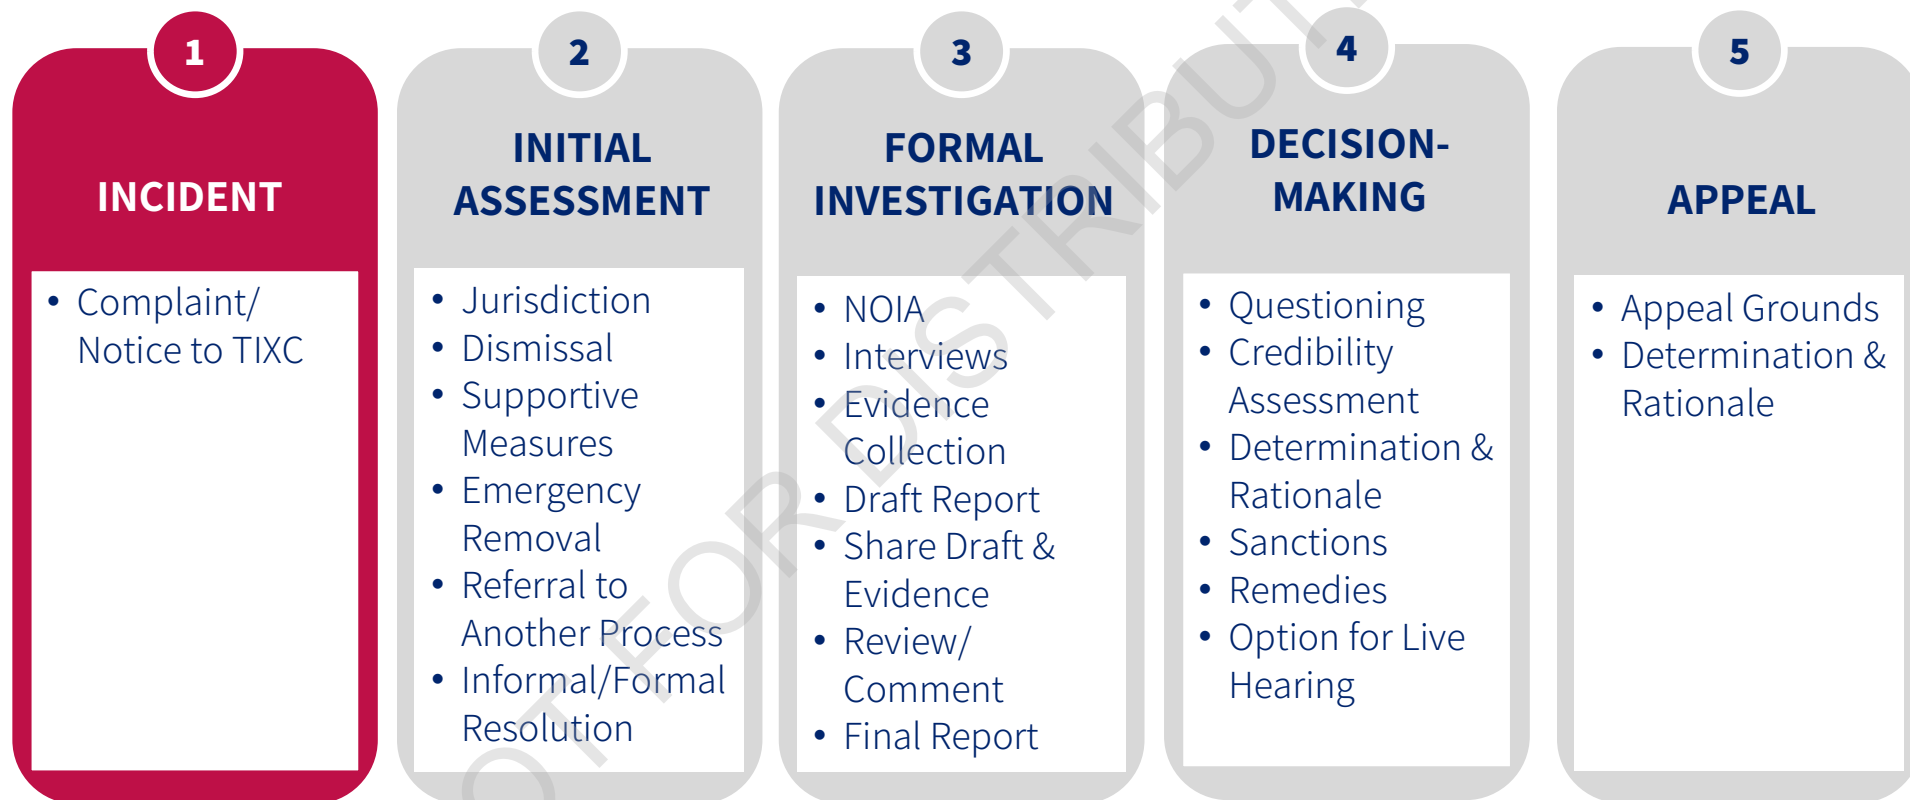 1
INCIDENT
• Complaint/
Notice to TIXC
2
INITIAL
ASSESSMENT
• Jurisdiction
• Dismissal
• Supportive
Measures
• Emergency
Removal
• Referral to
Another Process
• Informal/Formal
Resolution
3
FORMAL
INVESTIGATION
• NOIA
• Interviews
• Evidence
Collection
• Draft Report
• Share Draft &
Evidence
• Review/
Comment
• Final Report
4
DECISION-
MAKING
• Questioning
• Credibility
Assessment
• Determination &
Rationale
• Sanctions
• Remedies
• Option for Live
Hearing
5
APPEAL
• Appeal Grounds
• Determination &
Rationale
OT FOR DISTRIBUT